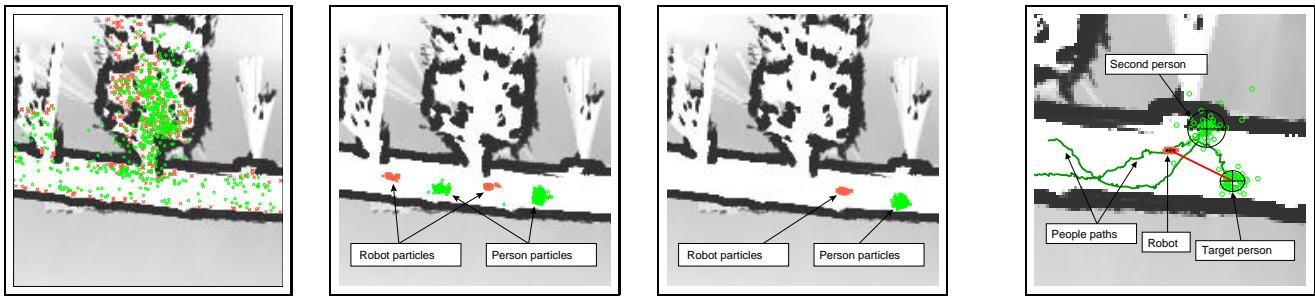 Robot particles
Person particles
Robot particles
Person particles
Second person
People paths
Robot
Target person